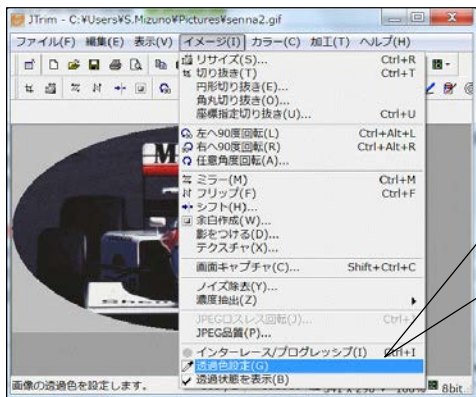 JTrim - C:¥Users¥S.Mizuno¥Pictures¥senna2.gif
ファイル(F) 編集(E) 表示(V) イメージ(I) カラー(C) 加工(T) ヘルプ(H)
リサイズ(S)... Ctrl+R
切り抜き(T) Ctrl+T
円形切り抜き(E)...
角丸切り抜き(O)...
座標指定切り抜き(U)... Ctrl+U
左へ90度回転(L) Ctrl+Alt+L
右へ90度回転(R) Ctrl+Alt+R
任意角度回転(A)...
ミラー(M) Ctrl+M
フリップ(F) Ctrl+F
シフト(H)...
余白作成(W)...
影をつける(D)...
テクスチャ(X)...
画面キャプチャ(C)... Shift+Ctrl+C
ノイズ除去(Y)...
濃度抽出(Z)
JPEGロスレス回転(J)...
JPEG品質(P)...
インターレース/プログレッシブ(I) Ctrl+I
透過色設定(G)
透過状態を表示(B)
画像の透過色を設定します。 8bit